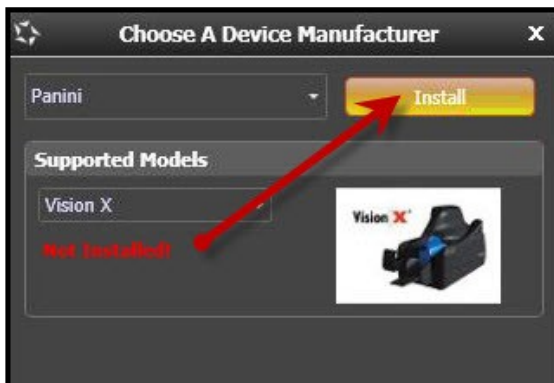 Choose A Device Manufacturer X
Panini
Install
Supported Models
Vision X
Not Installed!
Vision X